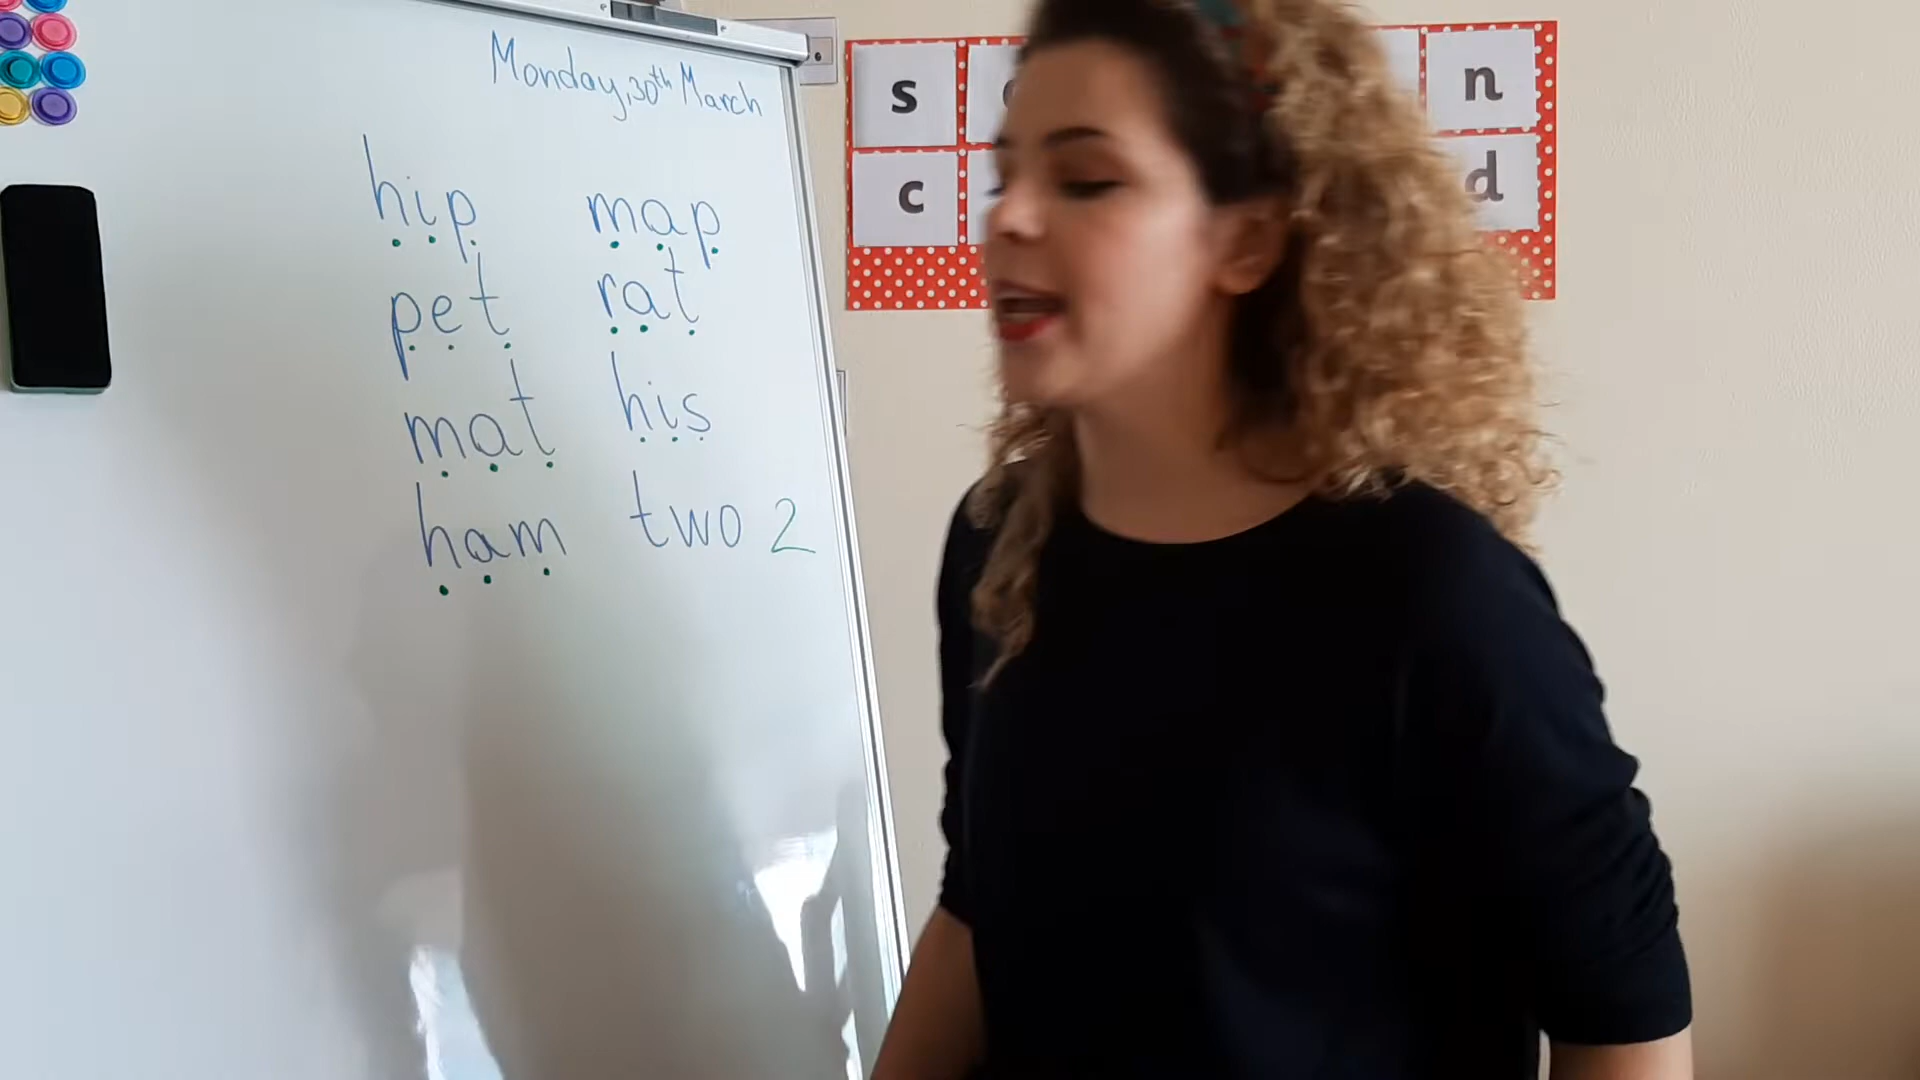 Monday, 30th March
hip map
pet rat
mat his
ham two 2
s n
c d